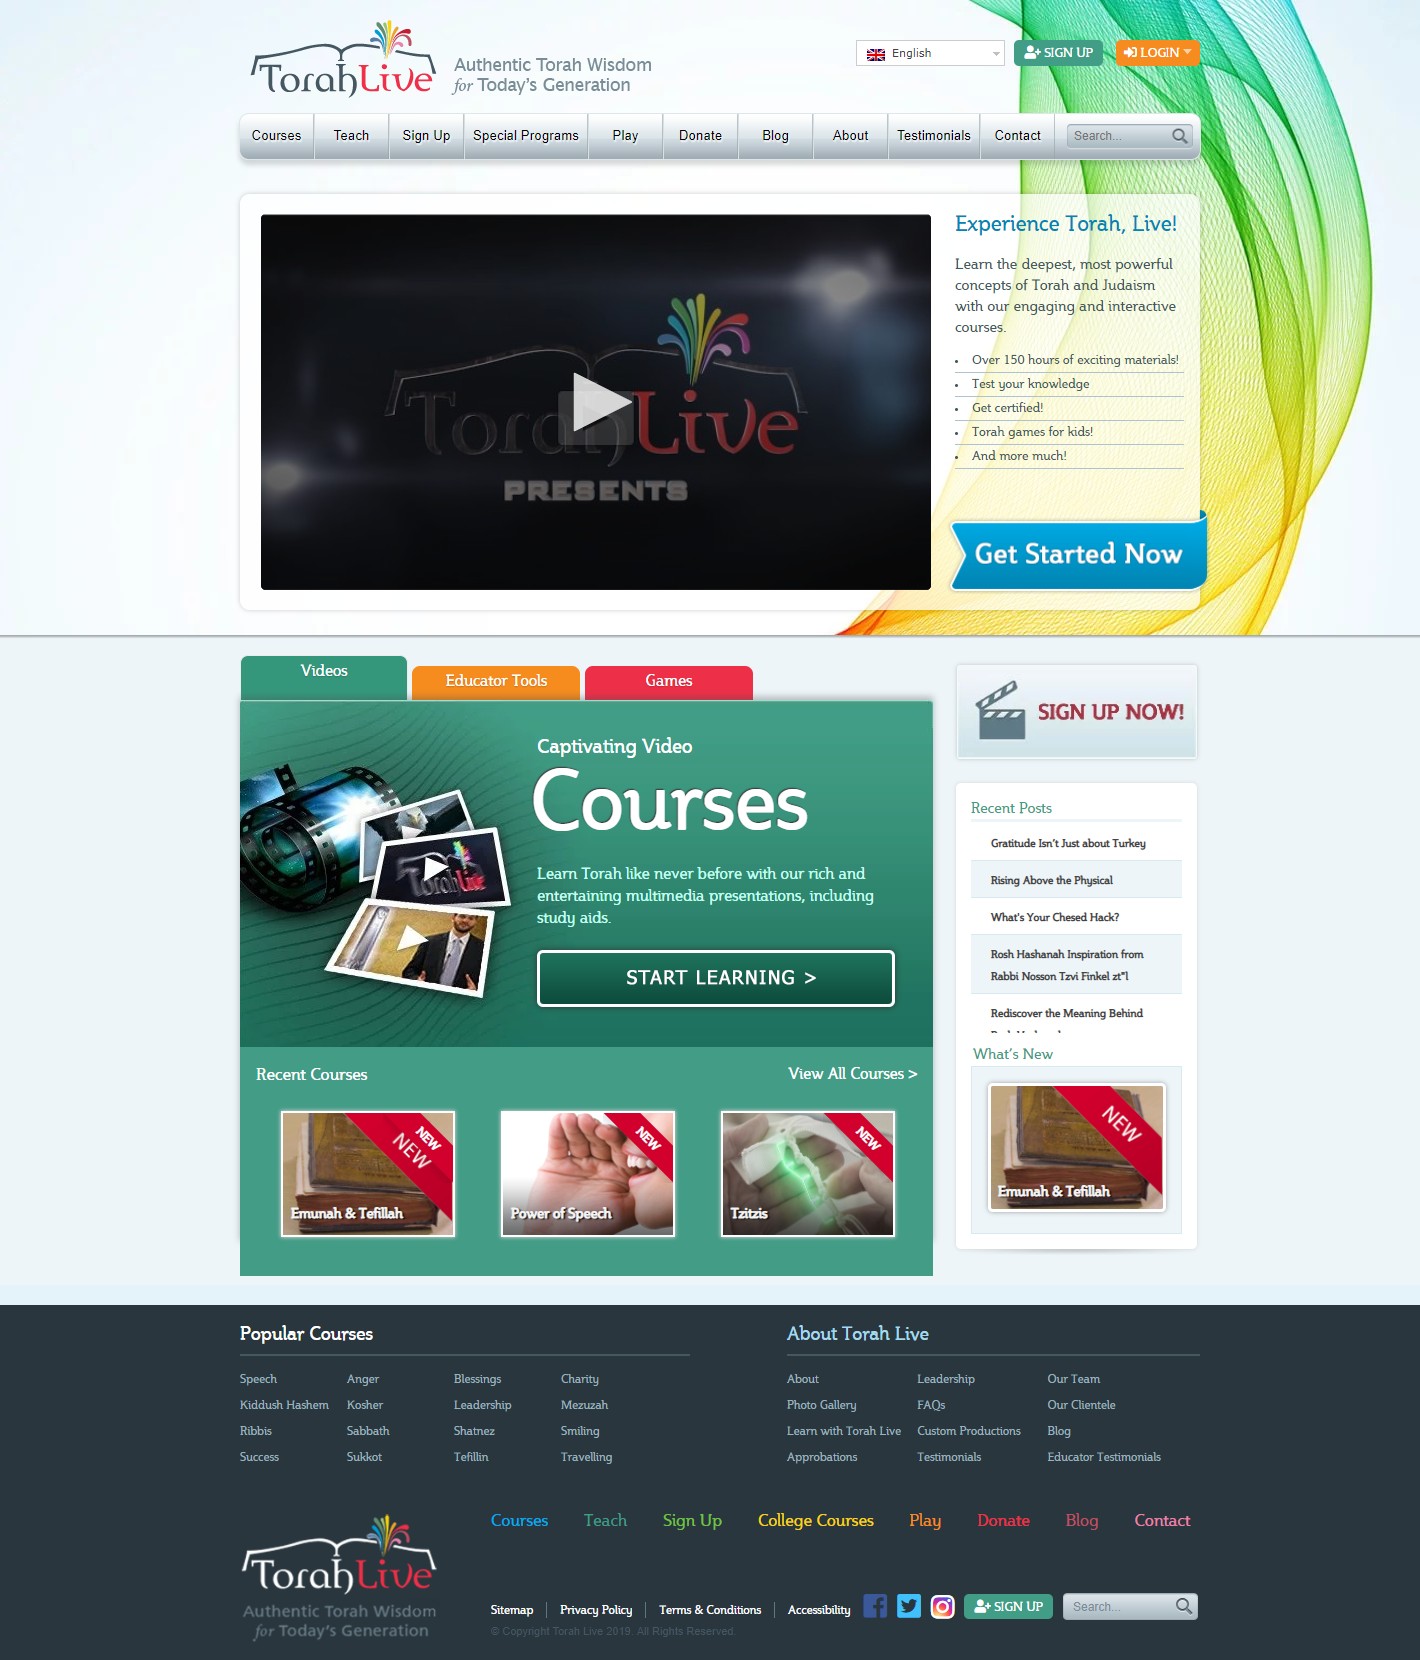 TorahLive
Authentic Torah Wisdom
for Today's Generation
English
SIGN UP
LOGIN
Courses
Teach
Sign Up
Special Programs
Play
Donate
Blog
About
Testimonials
Contact
Search...
TorahLive
PRESENTS
Experience Torah, Live!
Learn the deepest, most powerful
concepts of Torah and Judaism
with our engaging and interactive
courses.
• Over 150 hours of exciting materials!
• Test your knowledge
• Get certified!
• Torah games for kids!
• And more much!
Get Started Now
Videos
Educator Tools
Games
Captivating Video
Courses
Learn Torah like never before with our rich and
entertaining multimedia presentations, including
study aids.
START LEARNING >
TorahLive
Recent Courses
View All Courses >
NEW
NEW
Emunah & Tefillah
NEW
Power of Speech
NEW
Tzitzis
SIGN UP NOW!
Recent Posts
Gratitude Isn't Just about Turkey
Rising Above the Physical
What's Your Chesed Hack?
Rosh Hashanah Inspiration from
Rabbi Nosson Tzvi Finkel zt"l
Rediscover the Meaning Behind
What's New
NEW
Emunah & Tefillah
Popular Courses
Speech Anger Blessings Charity
Kiddush Hashem Kosher Leadership Mezuzah
Ribbis Sabbath Shatnez Smiling
Success Sukkot Tefillin Travelling
About Torah Live
About Leadership Our Team
Photo Gallery FAQs Our Clientele
Learn with Torah Live Custom Productions Blog
Approbations Testimonials Educator Testimonials
Courses Teach Sign Up College Courses Play Donate Blog Contact
TorahLive
Authentic Torah Wisdom
for Today's Generation
Sitemap Privacy Policy Terms & Conditions Accessibility
SIGN UP
Search...
© Copyright Torah Live 2019. All Rights Reserved.